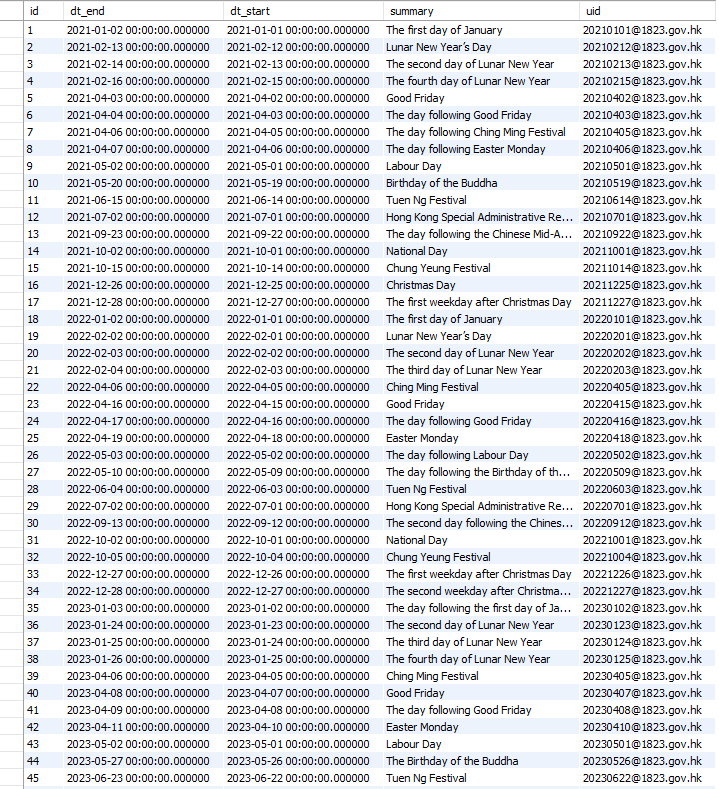 id dt_end dt_start summary uid
1 2021-01-02 00:00:00.000000 2021-01-01 00:00:00.000000 The first day of January 20210101@1823.gov.hk
2 2021-02-13 00:00:00.000000 2021-02-12 00:00:00.000000 Lunar New Year’s Day 20210212@1823.gov.hk
3 2021-02-14 00:00:00.000000 2021-02-13 00:00:00.000000 The second day of Lunar New Year 20210213@1823.gov.hk
4 2021-02-16 00:00:00.000000 2021-02-15 00:00:00.000000 The fourth day of Lunar New Year 20210215@1823.gov.hk
5 2021-04-03 00:00:00.000000 2021-04-02 00:00:00.000000 Good Friday 20210402@1823.gov.hk
6 2021-04-04 00:00:00.000000 2021-04-03 00:00:00.000000 The day following Good Friday 20210403@1823.gov.hk
7 2021-04-06 00:00:00.000000 2021-04-05 00:00:00.000000 The day following Ching Ming Festival 20210405@1823.gov.hk
8 2021-04-07 00:00:00.000000 2021-04-06 00:00:00.000000 The day following Easter Monday 20210406@1823.gov.hk
9 2021-05-02 00:00:00.000000 2021-05-01 00:00:00.000000 Labour Day 20210501@1823.gov.hk
10 2021-05-20 00:00:00.000000 2021-05-19 00:00:00.000000 Birthday of the Buddha 20210519@1823.gov.hk
11 2021-06-15 00:00:00.000000 2021-06-14 00:00:00.000000 Tuen Ng Festival 20210614@1823.gov.hk
12 2021-07-02 00:00:00.000000 2021-07-01 00:00:00.000000 Hong Kong Special Administrative Re... 20210701@1823.gov.hk
13 2021-09-23 00:00:00.000000 2021-09-22 00:00:00.000000 The day following the Chinese Mid-A... 20210922@1823.gov.hk
14 2021-10-02 00:00:00.000000 2021-10-01 00:00:00.000000 National Day 20211001@1823.gov.hk
15 2021-10-15 00:00:00.000000 2021-10-14 00:00:00.000000 Chung Yeung Festival 20211014@1823.gov.hk
16 2021-12-26 00:00:00.000000 2021-12-25 00:00:00.000000 Christmas Day 20211225@1823.gov.hk
17 2021-12-28 00:00:00.000000 2021-12-27 00:00:00.000000 The first weekday after Christmas Day 20211227@1823.gov.hk
18 2022-01-02 00:00:00.000000 2022-01-01 00:00:00.000000 The first day of January 20220101@1823.gov.hk
19 2022-02-02 00:00:00.000000 2022-02-01 00:00:00.000000 Lunar New Year’s Day 20220201@1823.gov.hk
20 2022-02-03 00:00:00.000000 2022-02-02 00:00:00.000000 The second day of Lunar New Year 20220202@1823.gov.hk
21 2022-02-04 00:00:00.000000 2022-02-03 00:00:00.000000 The third day of Lunar New Year 20220203@1823.gov.hk
22 2022-04-06 00:00:00.000000 2022-04-05 00:00:00.000000 Ching Ming Festival 20220405@1823.gov.hk
23 2022-04-16 00:00:00.000000 2022-04-15 00:00:00.000000 Good Friday 20220415@1823.gov.hk
24 2022-04-17 00:00:00.000000 2022-04-16 00:00:00.000000 The day following Good Friday 20220416@1823.gov.hk
25 2022-04-19 00:00:00.000000 2022-04-18 00:00:00.000000 Easter Monday 20220418@1823.gov.hk
26 2022-05-03 00:00:00.000000 2022-05-02 00:00:00.000000 The day following Labour Day 20220502@1823.gov.hk
27 2022-05-10 00:00:00.000000 2022-05-09 00:00:00.000000 The day following the Birthday of th... 20220509@1823.gov.hk
28 2022-06-04 00:00:00.000000 2022-06-03 00:00:00.000000 Tuen Ng Festival 20220603@1823.gov.hk
29 2022-07-02 00:00:00.000000 2022-07-01 00:00:00.000000 Hong Kong Special Administrative Re... 20220701@1823.gov.hk
30 2022-09-13 00:00:00.000000 2022-09-12 00:00:00.000000 The second day following the Chines... 20220912@1823.gov.hk
31 2022-10-02 00:00:00.000000 2022-10-01 00:00:00.000000 National Day 20221001@1823.gov.hk
32 2022-10-05 00:00:00.000000 2022-10-04 00:00:00.000000 Chung Yeung Festival 20221004@1823.gov.hk
33 2022-12-27 00:00:00.000000 2022-12-26 00:00:00.000000 The first weekday after Christmas Day 20221226@1823.gov.hk
34 2022-12-28 00:00:00.000000 2022-12-27 00:00:00.000000 The second weekday after Christma... 20221227@1823.gov.hk
35 2023-01-03 00:00:00.000000 2023-01-02 00:00:00.000000 The day following the first day of Ja... 20230102@1823.gov.hk
36 2023-01-24 00:00:00.000000 2023-01-23 00:00:00.000000 The second day of Lunar New Year 20230123@1823.gov.hk
37 2023-01-25 00:00:00.000000 2023-01-24 00:00:00.000000 The third day of Lunar New Year 20230124@1823.gov.hk
38 2023-01-26 00:00:00.000000 2023-01-25 00:00:00.000000 The fourth day of Lunar New Year 20230125@1823.gov.hk
39 2023-04-06 00:00:00.000000 2023-04-05 00:00:00.000000 Ching Ming Festival 20230405@1823.gov.hk
40 2023-04-08 00:00:00.000000 2023-04-07 00:00:00.000000 Good Friday 20230407@1823.gov.hk
41 2023-04-09 00:00:00.000000 2023-04-08 00:00:00.000000 The day following Good Friday 20230408@1823.gov.hk
42 2023-04-11 00:00:00.000000 2023-04-10 00:00:00.000000 Easter Monday 20230410@1823.gov.hk
43 2023-05-02 00:00:00.000000 2023-05-01 00:00:00.000000 Labour Day 20230501@1823.gov.hk
44 2023-05-27 00:00:00.000000 2023-05-26 00:00:00.000000 The Birthday of the Buddha 20230526@1823.gov.hk
45 2023-06-23 00:00:00.000000 2023-06-22 00:00:00.000000 Tuen Ng Festival 20230622@1823.gov.hk